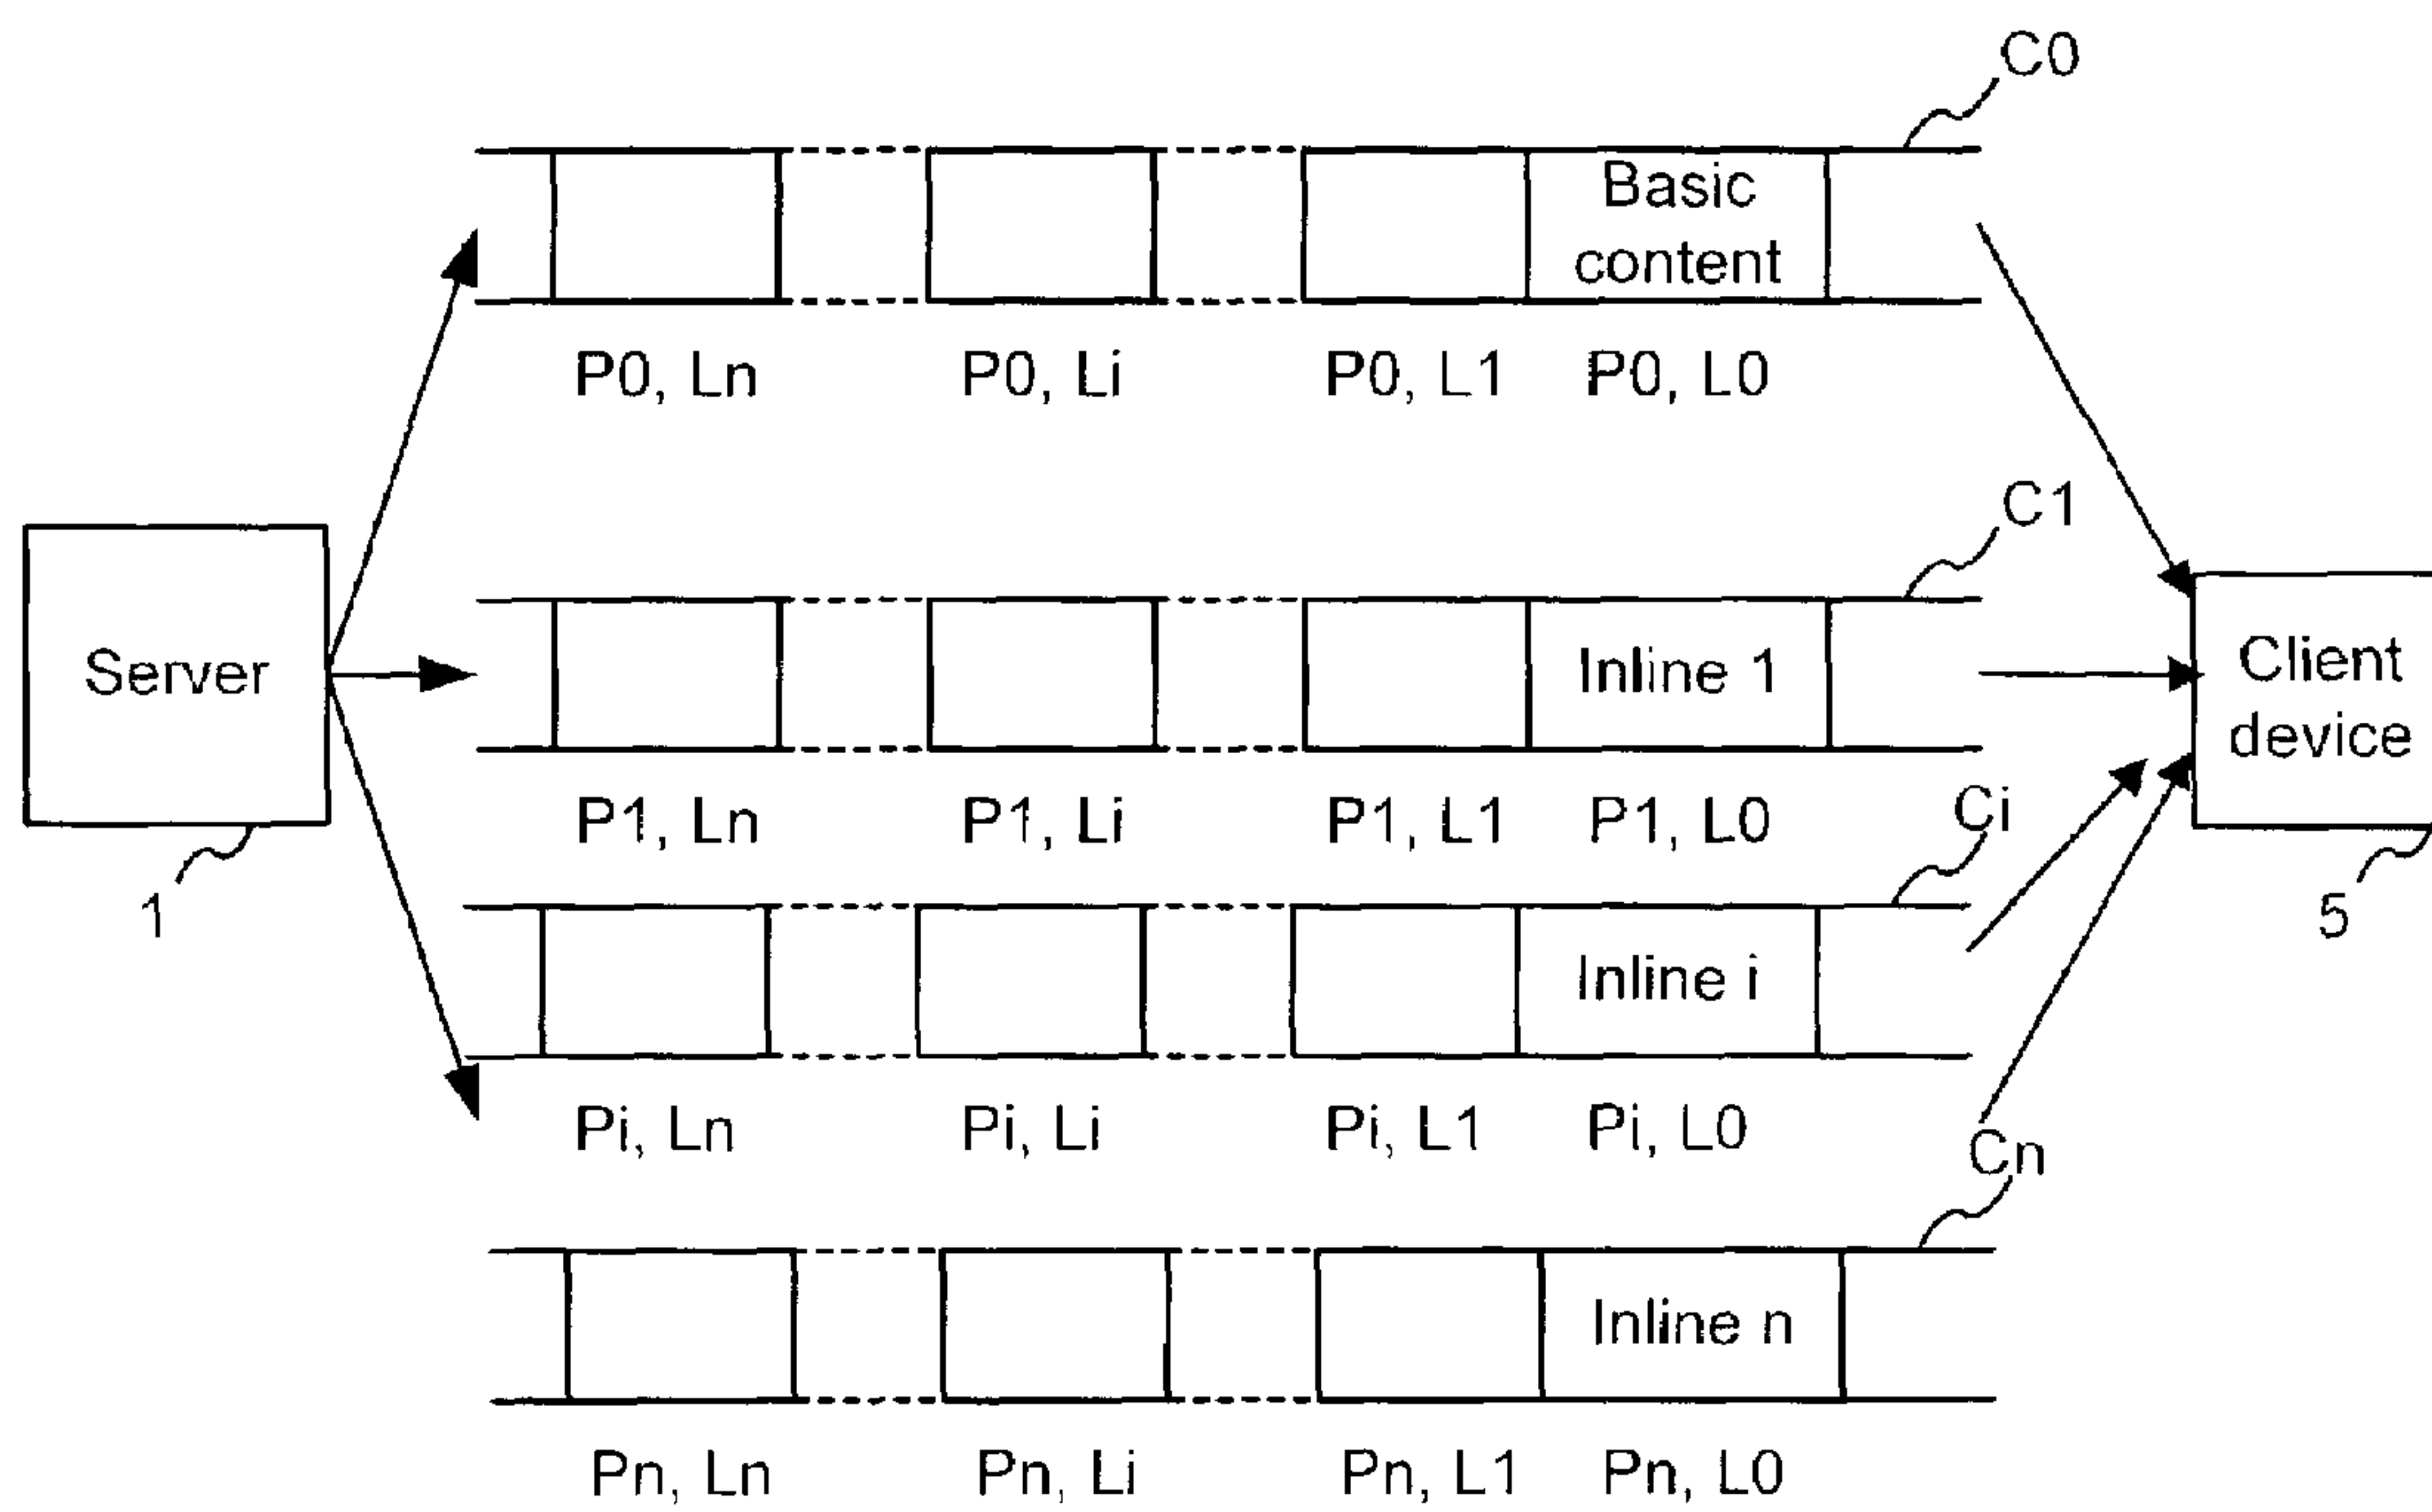 C0
Basic
content
P0, Ln
P0, Li
P0, L1
P0, L0
C1
Server
Inline 1
Client
device
P1, Ln
P1, Li
P1, L1
P1, L0
Ci
1
5
Inline i
Pi, Ln
Pi, Li
Pi, L1
Pi, L0
Cn
Inline n
Pn, Ln
Pn, Li
Pn, L1
Pn, L0